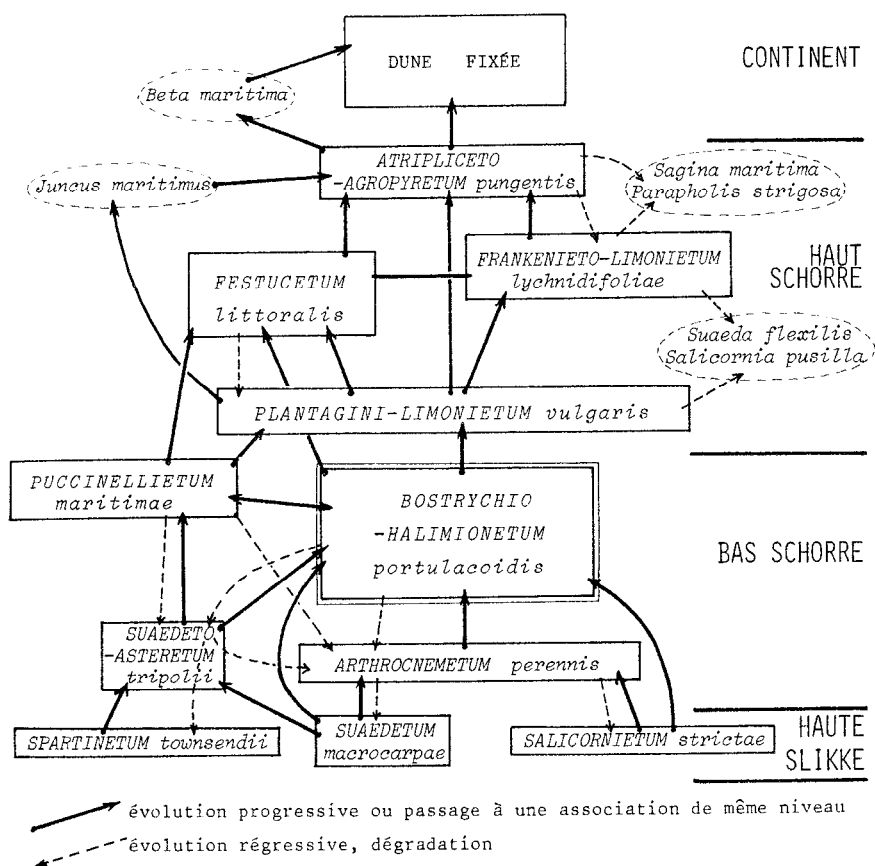 DUNE FIXÉE
CONTINENT
Beta maritima
ATRIPLICETO
-AGROPYRETUM pungentis
Sagina maritima
Parapholis strigosa
Juncus maritimus
FESTUCETUM
littoralis
FRANKENIETO-LIMONIETUM
lychnidifoliae
HAUT
SCHORRE
Suaeda flexilis
Salicornia pusilla
PLANTAGINI-LIMONIETUM vulgaris
PUCCINELLIETUM
maritimae
BOSTRYCHIO
-HALIMIONETUM
portulacoidis
BAS SCHORRE
SUAEDETO
-ASTERETUM
tripolii
ARTHROCNEMETUM perennis
SPARTINETUM townsendii
SUAEDETUM
macrocarpae
SALICORNIETUM strictae
HAUTE
SLIKKE
évolution progressive ou passage à une association de même niveau
évolution régressive, dégradation